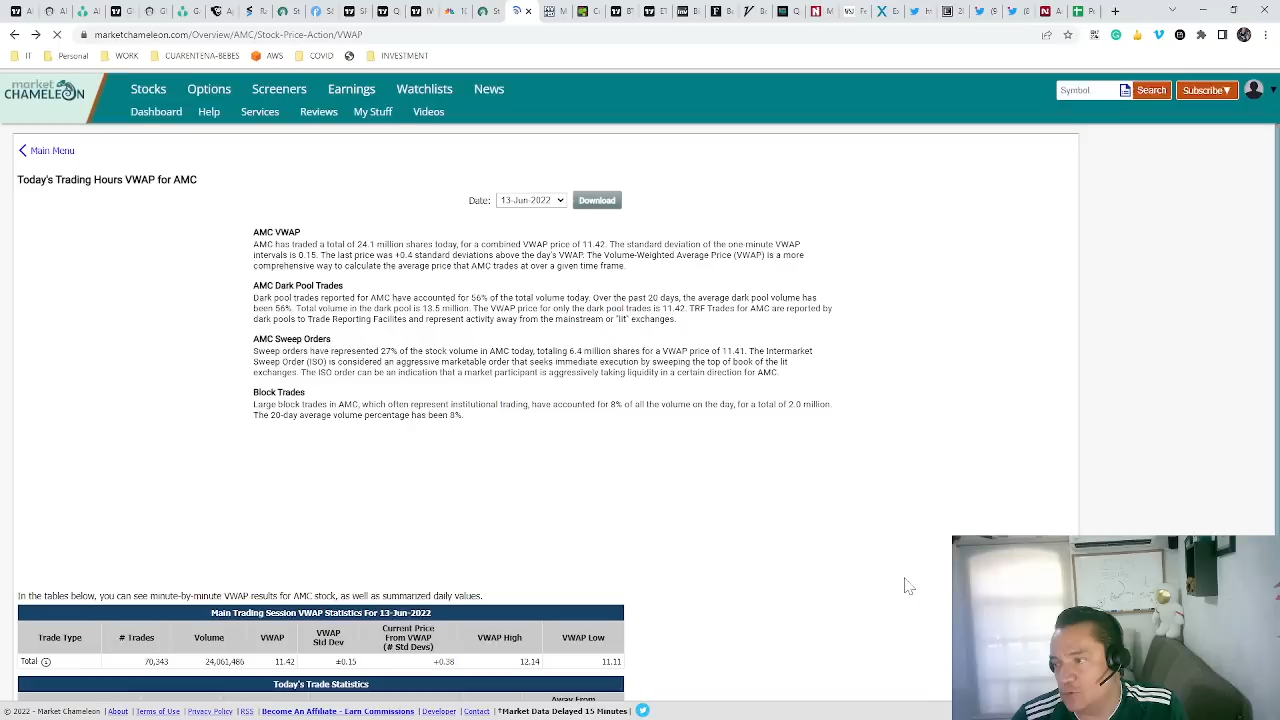 marketchameleon.com/Overview/AMC/Stock-Price-Action/VWAP
IT Personal WORK CUARENTENA-BEBES AWS COVID INVESTMENT
market
CHAMELEON
Stocks Options Screeners Earnings Watchlists News
Symbol Search Subscribe▼
Dashboard Help Services Reviews My Stuff Videos
Main Menu
Today's Trading Hours VWAP for AMC
Date: 13-Jun-2022 Download
AMC VWAP
AMC has traded a total of 24.1 million shares today, for a combined VWAP price of 11.42. The standard deviation of the one-minute VWAP
intervals is 0.15. The last price was +0.4 standard deviations above the day's VWAP. The Volume-Weighted Average Price (VWAP) is a more
comprehensive way to calculate the average price that AMC trades at over a given time frame.
AMC Dark Pool Trades
Dark pool trades reported for AMC have accounted for 56% of the total volume today. Over the past 20 days, the average dark pool volume has
been 56%. Total volume in the dark pool is 13.5 million. The VWAP price for only the dark pool trades is 11.42. TRF Trades for AMC are reported by
dark pools to Trade Reporting Facilites and represent activity away from the mainstream or "lit" exchanges.
AMC Sweep Orders
Sweep orders have represented 27% of the stock volume in AMC today, totaling 6.4 million shares for a VWAP price of 11.41. The Intermarket
Sweep Order (ISO) is considered an aggressive marketable order that seeks immediate execution by sweeping the top of book of the lit
exchanges. The ISO order can be an indication that a market participant is aggressively taking liquidity in a certain direction for AMC.
Block Trades
Large block trades in AMC, which often represent institutional trading, have accounted for 8% of all the volume on the day, for a total of 2.0 million.
The 20-day average volume percentage has been 8%.
In the tables below, you can see minute-by-minute VWAP results for AMC stock, as well as summarized daily values.
Main Trading Session VWAP Statistics For 13-Jun-2022
Trade Type # Trades Volume VWAP VWAP Std Dev Current Price From VWAP (# Std Devs) VWAP High VWAP Low
Total 70,343 24,061,486 11.42 ±0.15 +0.38 12.14 11.11
Today's Trade Statistics
Away From
© 2022 - Market Chameleon | About | Terms of Use | Privacy Policy | RSS | Become An Affiliate - Earn Commissions | Developer | Contact | †Market Data Delayed 15 Minutes |